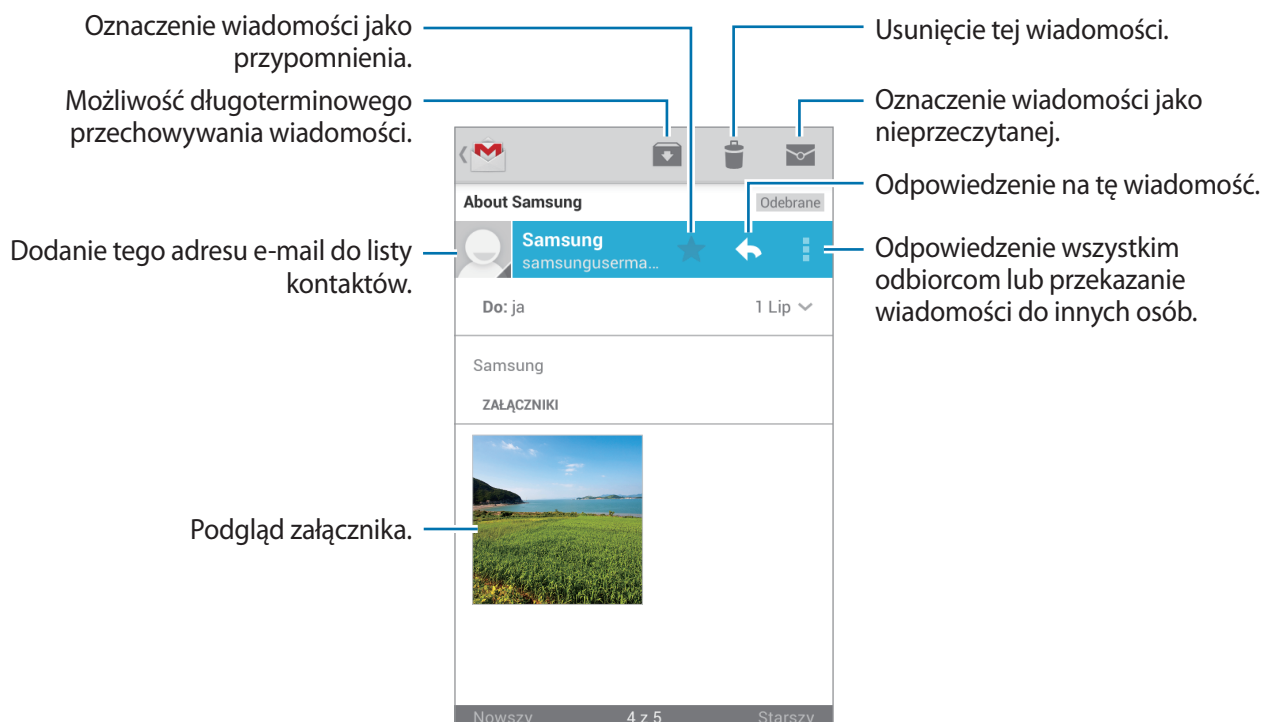 Oznaczenie wiadomości jako
przypomnienia.
Możliwość długoterminowego
przechowywania wiadomości.
Dodanie tego adresu e-mail do listy
kontaktów.
Podgląd załącznika.
About Samsung
Odebrane
Samsung
samsunguserma...
Do: ja
1 Lip
Samsung
ZAŁĄCZNIKI
Nowszy
4 z 5
Starszy
Usunięcie tej wiadomości.
Oznaczenie wiadomości jako
nieprzeczytanej.
Odpowiedzenie na tę wiadomość.
Odpowiedzenie wszystkim
odbiorcom lub przekazanie
wiadomości do innych osób.